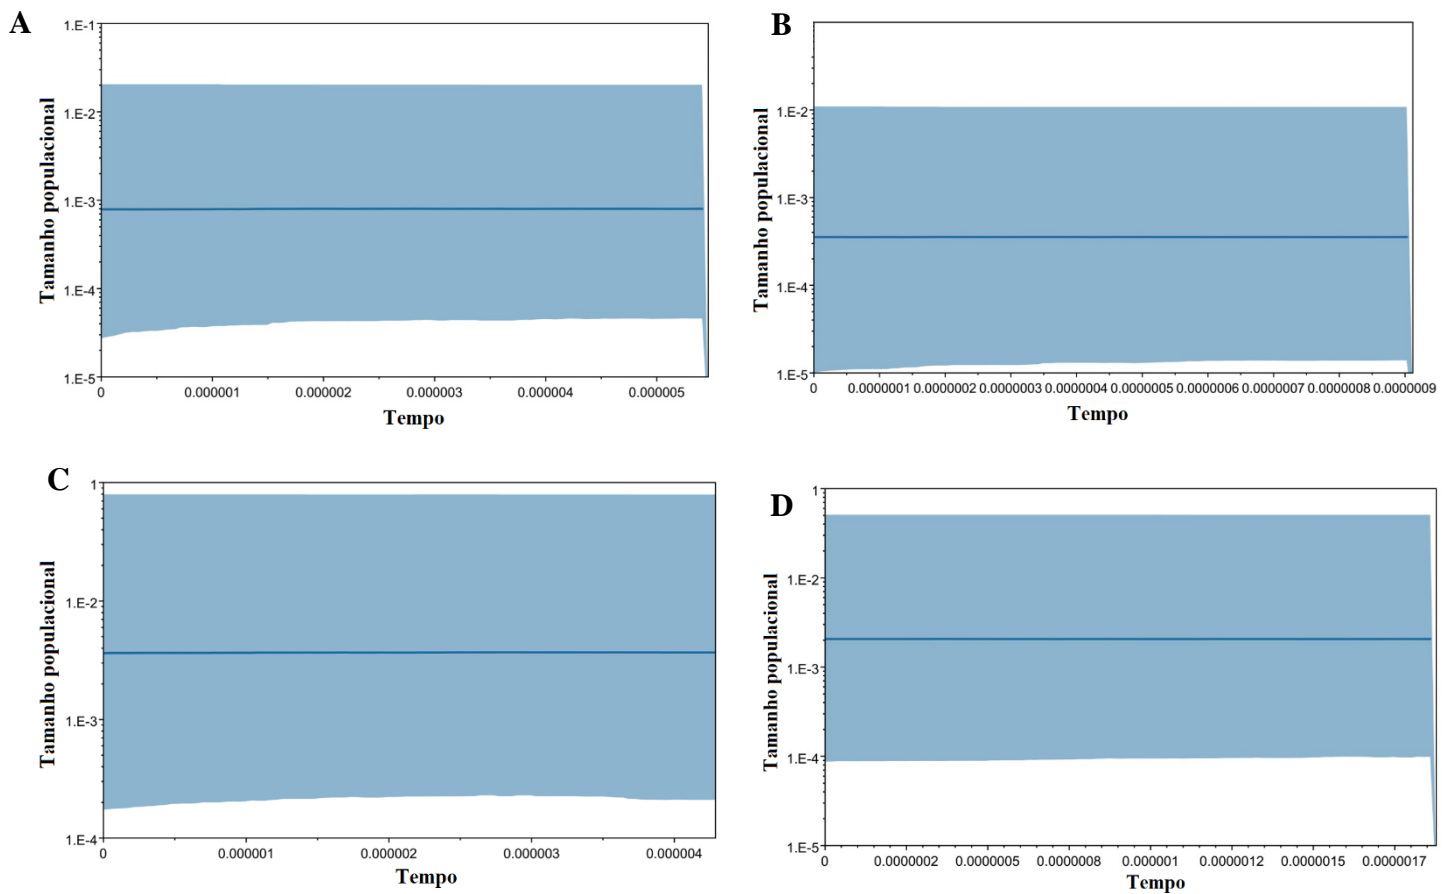 A
1.E-1
1.E-2
1.E-3
1.E-4
1.E-5
Tamanho populacional
0 0.000001 0.000002 0.000003 0.000004 0.000005
Tempo
B
1.E-2
1.E-3
1.E-4
1.E-5
Tamanho populacional
0 0.0000001 0.0000002 0.0000003 0.0000004 0.0000005 0.0000006 0.0000007 0.0000008 0.0000009
Tempo
C
1
1.E-2
1.E-3
1.E-4
Tamanho populacional
0 0.000001 0.000002 0.000003 0.000004
Tempo
D
1
1.E-2
1.E-3
1.E-4
1.E-5
Tamanho populacional
0 0.0000002 0.0000005 0.0000008 0.000001 0.0000012 0.0000015 0.0000017
Tempo